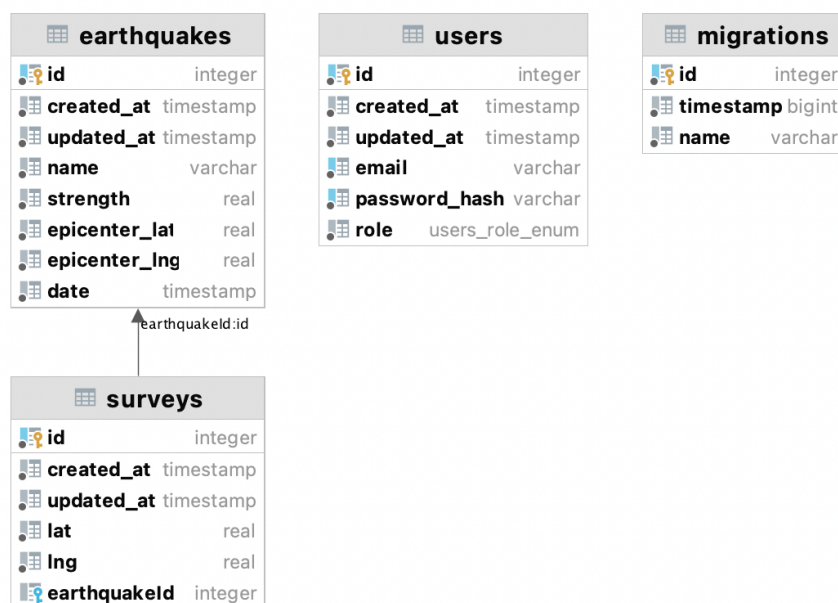 earthquakes
id integer
created_at timestamp
updated_at timestamp
name varchar
strength real
epicenter_lat real
epicenter_lng real
date timestamp
users
id integer
created_at timestamp
updated_at timestamp
email varchar
password_hash varchar
role users_role_enum
migrations
id integer
timestamp bigint
name varchar
earthquakeId:id
surveys
id integer
created_at timestamp
updated_at timestamp
lat real
lng real
earthquakeId integer